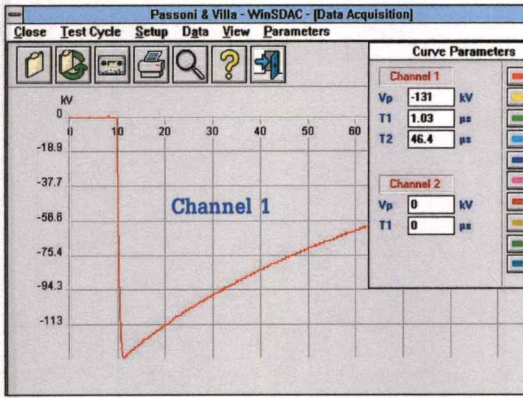 Passoni & Villa - WinSDAC - [Data Acquisition]
Close Test Cycle Setup Data View Parameters
kV
0
-18.9
-37.7
-56.6
-75.4
-94.3
-113
0 10 20 30 40 50 60
Channel 1
Curve Parameters
Channel 1
Vp -131 kV
T1 1.03 µs
T2 46.4 µs
Channel 2
Vp 0 kV
T1 0 µs